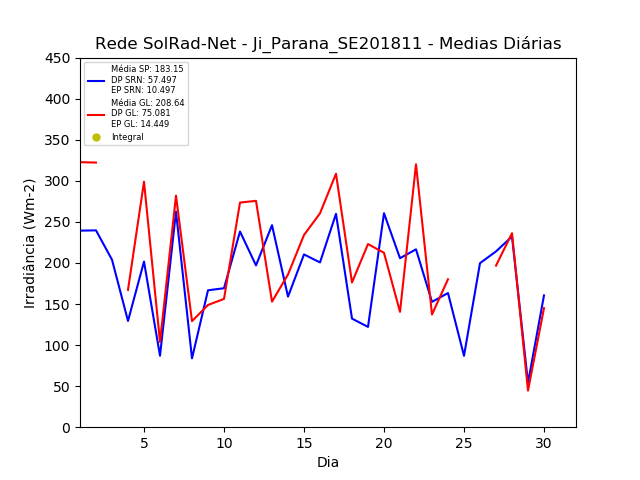 Rede SolRad-Net - Ji_Parana_SE201811 - Medias Diárias
Irradiância (Wm-2)
450
400
350
300
250
200
150
100
50
0
Média SP: 183.15
DP SRN: 57.497
EP SRN: 10.497
Média GL: 208.64
DP GL: 75.081
EP GL: 14.449
Integral
5
10
15
20
25
30
Dia